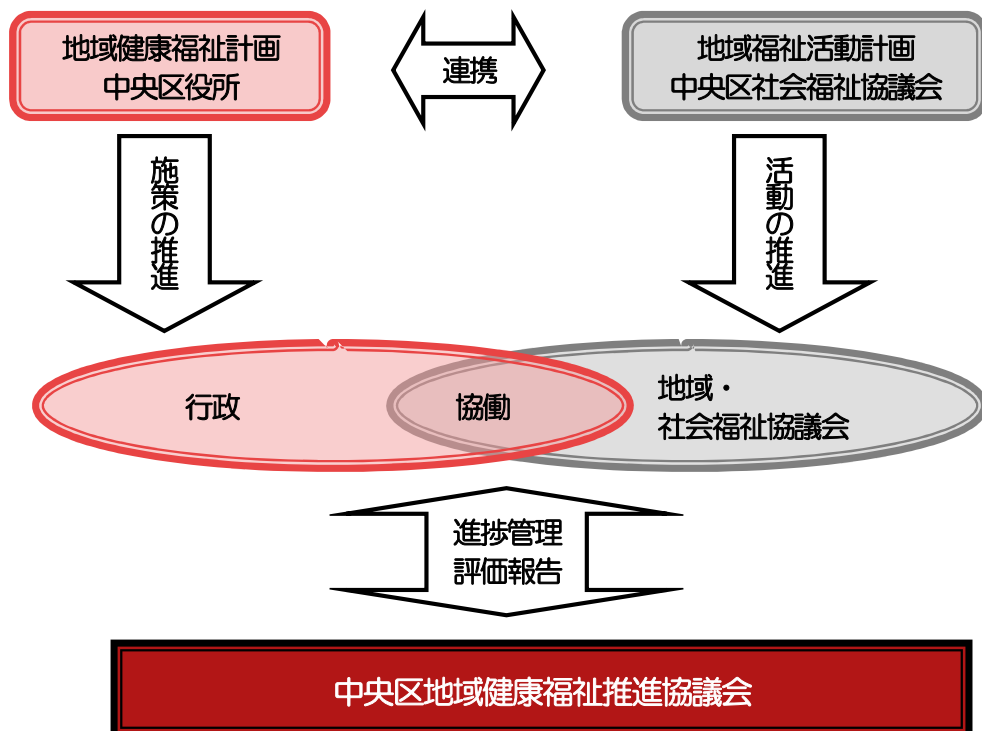 地域健康福祉計画
中央区役所
連携
地域福祉活動計画
中央区社会福祉協議会
施策の推進
活動の推進
行政
協働
地域・
社会福祉協議会
進捗管理
評価報告
中央区地域健康福祉推進協議会